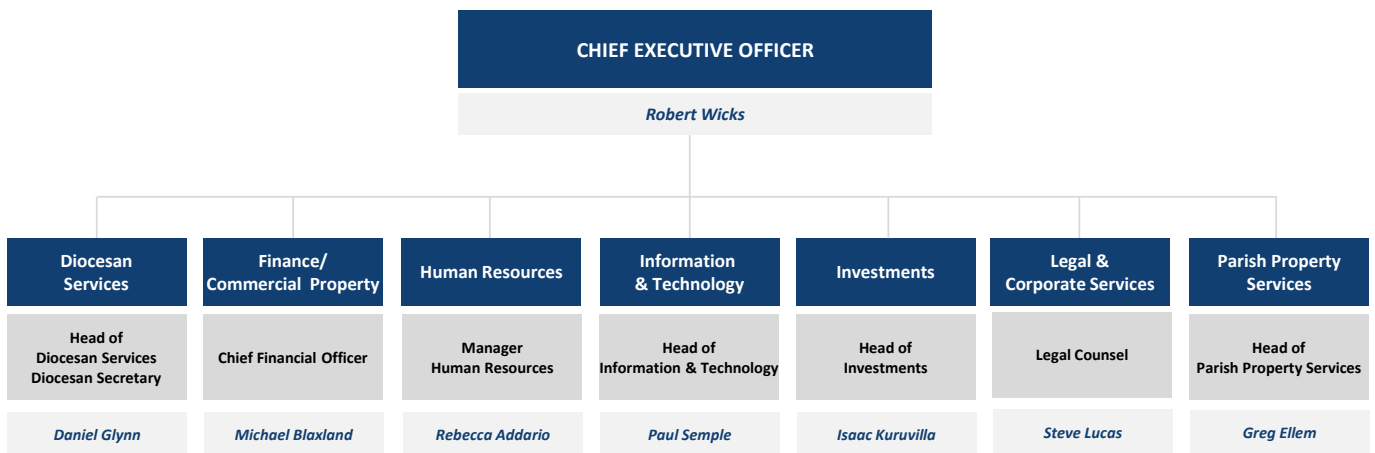 CHIEF EXECUTIVE OFFICER
Robert Wicks
Diocesan
Services
Finance/
Commercial Property
Human Resources
Information
& Technology
Investments
Legal &
Corporate Services
Parish Property
Services
Head of
Diocesan Services
Diocesan Secretary
Chief Financial Officer
Manager
Human Resources
Head of
Information & Technology
Head of
Investments
Legal Counsel
Head of
Parish Property Services
Daniel Glynn
Michael Blaxland
Rebecca Addario
Paul Semple
Isaac Kuruvilla
Steve Lucas
Greg Ellem